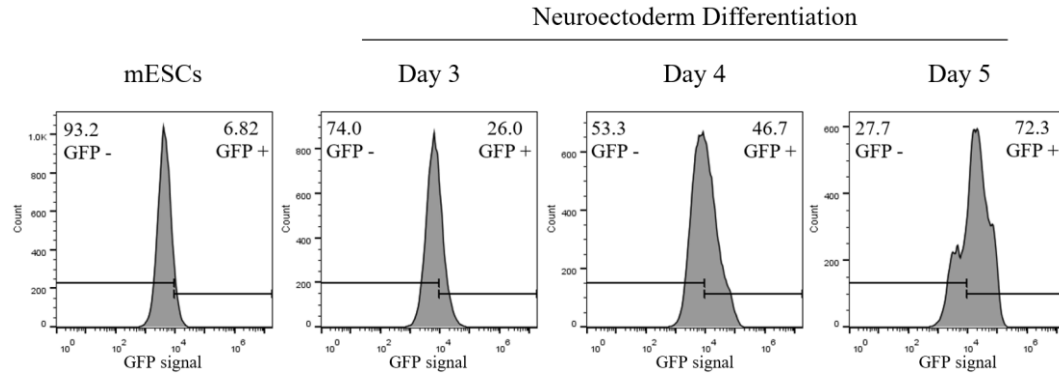 Neuroectoderm Differentiation
mESCs
Day 3
Day 4
Day 5
93.2 6.82
GFP - GFP +
1.0K
800
600
400
200
0
Count
10^0 10^2 10^4 10^6
GFP signal
74.0 26.0
GFP - GFP +
800
600
400
200
0
Count
10^0 10^2 10^4 10^6
GFP signal
53.3 46.7
GFP - GFP +
600
400
200
0
Count
10^0 10^2 10^4 10^6
GFP signal
27.7 72.3
GFP - GFP +
600
400
200
0
Count
10^0 10^2 10^4 10^6
GFP signal